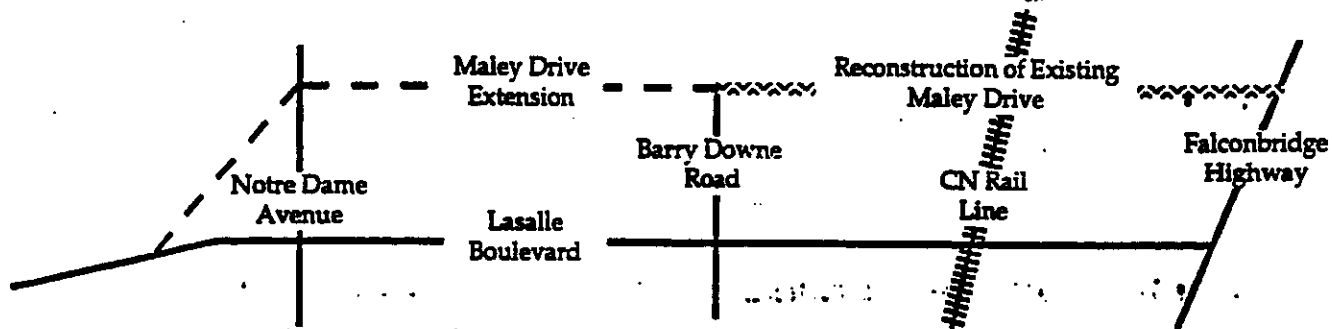 Maley Drive
Extension
Reconstruction of Existing
Maley Drive
Barry Downe
Road
Falconbridge
Highway
Notre Dame
Avenue
CN Rail
Line
Lasalle
Boulevard